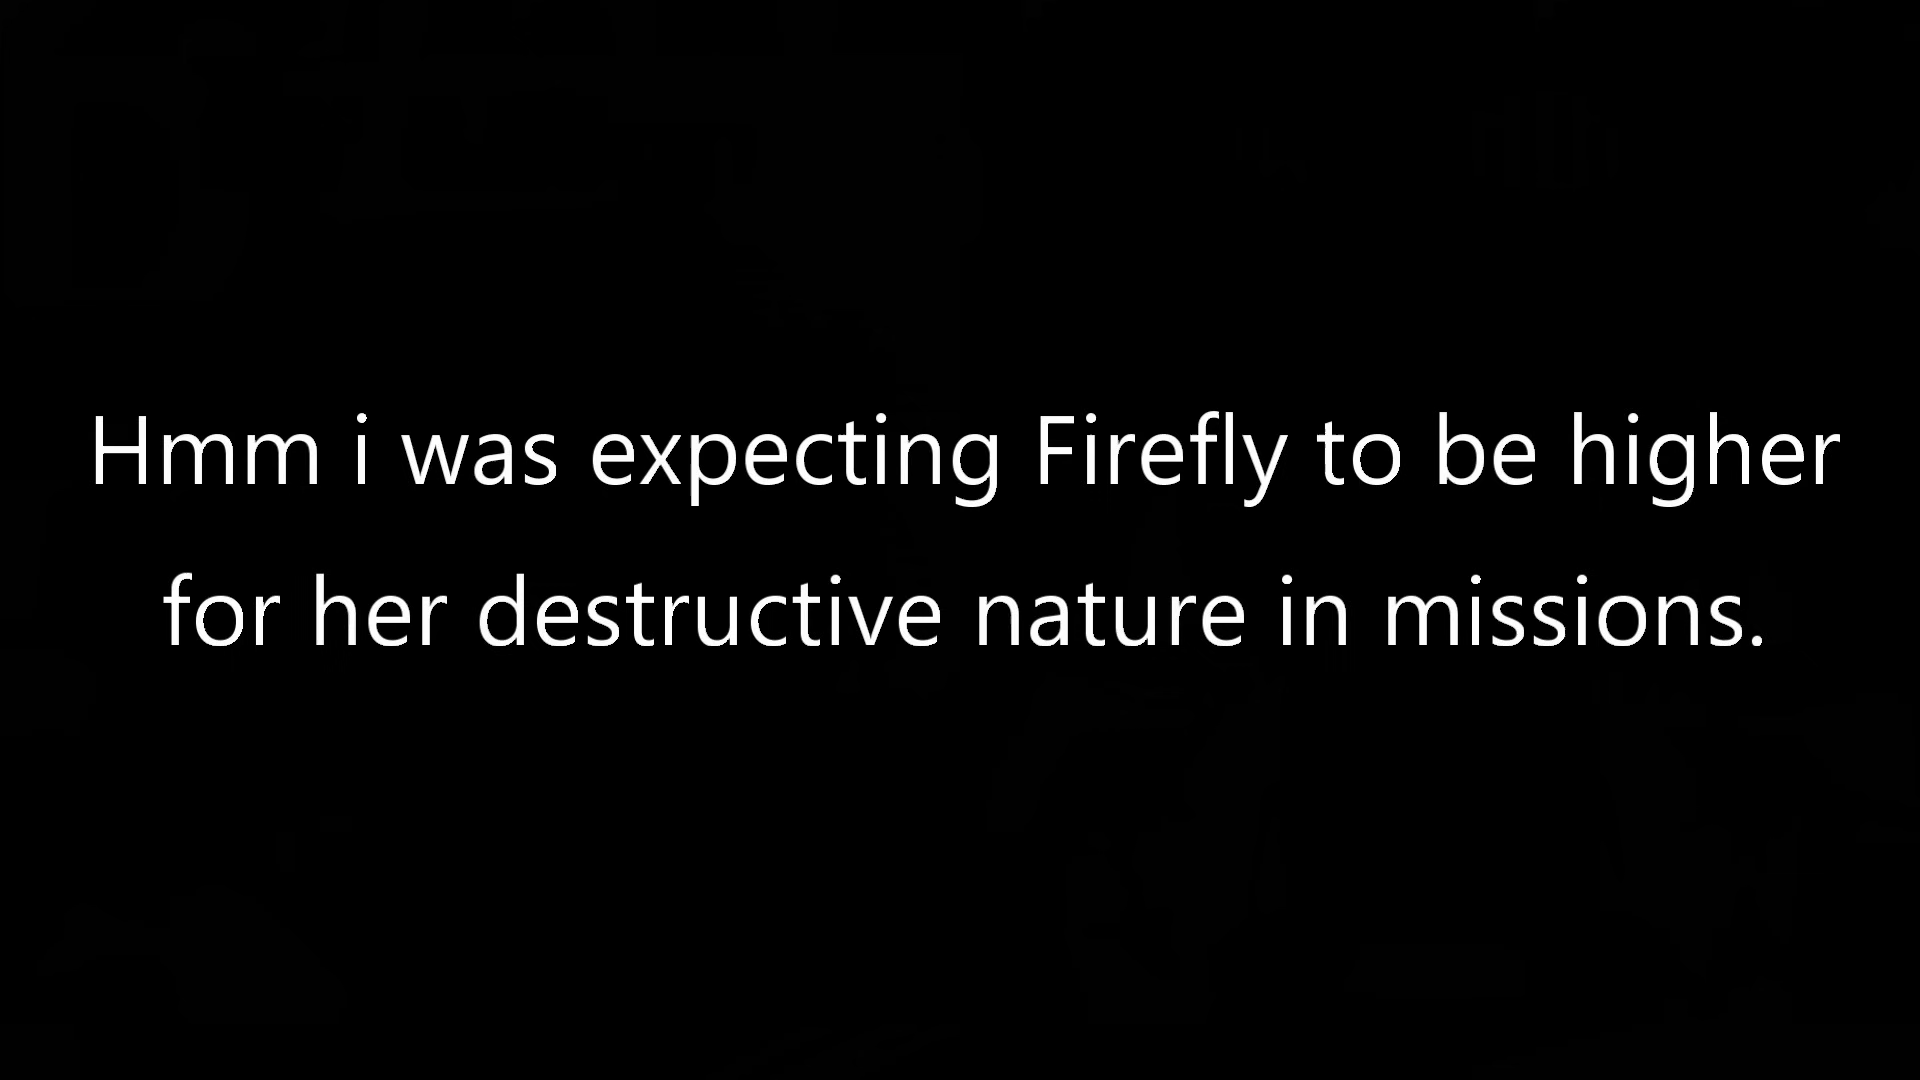 Hmm i was expecting Firefly to be higher
for her destructive nature in missions.